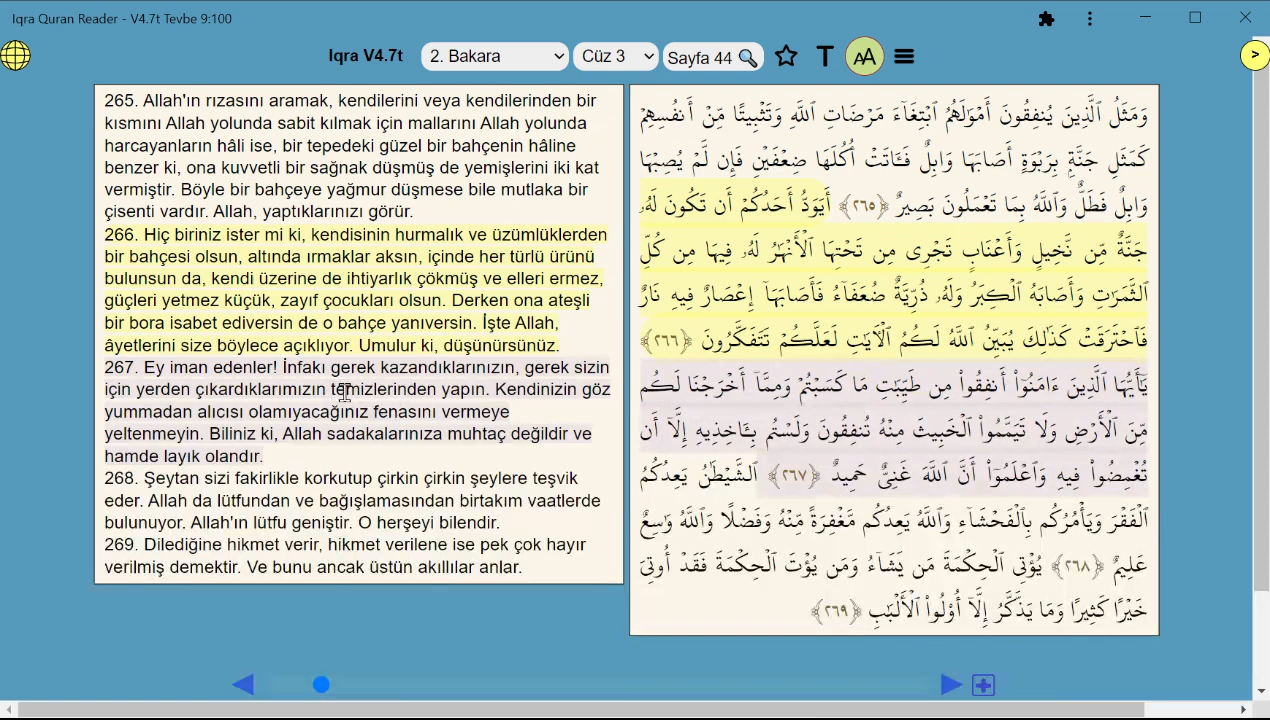 Iqra Quran Reader - V4.7t Tevbe 9:100
Iqra V4.7t 2. Bakara Cüz 3 Sayfa 44 T AA >
265. Allah'ın rızasını aramak, kendilerini veya kendilerinden bir
kısmını Allah yolunda sabit kılmak için mallarını Allah yolunda
harcayanların hâli ise, bir tepedeki güzel bir bahçenin hâline
benzer ki, ona kuvvetli bir sağnak düşmüş de yemişlerini iki kat
vermiştir. Böyle bir bahçeye yağmur düşmese bile mutlaka bir
çisenti vardır. Allah, yaptıklarınızı görür.
266. Hiç biriniz ister mi ki, kendisinin hurmalık ve üzümlüklerden
bir bahçesi olsun, altında ırmaklar aksın, içinde her türlü ürünü
bulunsun da, kendi üzerine de ihtiyarlık çökmüş ve elleri ermez,
güçleri yetmez küçük, zayıf çocukları olsun. Derken ona ateşli
bir bora isabet ediversin de o bahçe yanıversin. İşte Allah,
âyetlerini size böylece açıklıyor. Umulur ki, düşünürsünüz.
267. Ey iman edenler! İnfakı gerek kazandıklarınızın, gerek sizin
için yerden çıkardıklarımızın temizlerinden yapın. Kendinizin göz
yummadan alıcısı olamıyacağınız fenasını vermeye
yeltenmeyin. Biliniz ki, Allah sadakalarınıza muhtaç değildir ve
hamde layık olandır.
268. Şeytan sizi fakirlikle korkutup çirkin çirkin şeylere teşvik
eder. Allah da lütfundan ve bağışlamasından birtakım vaatlerde
bulunuyor. Allah'ın lütfu geniştir. O herşeyi bilendir.
269. Dilediğine hikmet verir, hikmet verilene ise pek çok hayır
verilmiş demektir. Ve bunu ancak üstün akıllılar anlar.
وَمَثَلُ ٱلَّذِينَ يُنفِقُونَ أَمْوَٰلَهُمُ ٱبْتِغَآءَ مَرْضَاتِ ٱللَّهِ وَتَثْبِيتًا مِّنْ أَنفُسِهِمْ
كَمَثَلِ جَنَّةٍۭ بِرَبْوَةٍ أَصَابَهَا وَابِلٌ فَـَٔاتَتْ أُكُلَهَا ضِعْفَيْنِ فَإِن لَّمْ يُصِبْهَا
وَابِلٌ فَطَلٌّ وَٱللَّهُ بِمَا تَعْمَلُونَ بَصِيرٌ ﴿٢٦٥﴾ أَيَوَدُّ أَحَدُكُمْ أَن تَكُونَ لَهُۥ
جَنَّةٌ مِّن نَّخِيلٍ وَأَعْنَابٍ تَجْرِى مِن تَحْتِهَا ٱلْأَنْهَٰرُ لَهُۥ فِيهَا مِن كُلِّ
ٱلثَّمَرَٰتِ وَأَصَابَهُ ٱلْكِبَرُ وَلَهُۥ ذُرِّيَّةٌ ضُعَفَآءُ فَأَصَابَهَآ إِعْصَارٌ فِيهِ نَارٌ
فَٱحْتَرَقَتْ كَذَٰلِكَ يُبَيِّنُ ٱللَّهُ لَكُمُ ٱلْـَٔايَٰتِ لَعَلَّكُمْ تَتَفَكَّرُونَ ﴿٢٦٦﴾
يَٰٓأَيُّهَا ٱلَّذِينَ ءَامَنُوٓا۟ أَنفِقُوا۟ مِن طَيِّبَٰتِ مَا كَسَبْتُمْ وَمِمَّآ أَخْرَجْنَا لَكُم
مِّنَ ٱلْأَرْضِ وَلَا تَيَمَّمُوا۟ ٱلْخَبِيثَ مِنْهُ تُنفِقُونَ وَلَسْتُم بِـَٔاخِذِيهِ إِلَّآ أَن
تُغْمِضُوا۟ فِيهِ وَٱعْلَمُوٓا۟ أَنَّ ٱللَّهَ غَنِىٌّ حَمِيدٌ ﴿٢٦٧﴾ ٱلشَّيْطَٰنُ يَعِدُكُمُ
ٱلْفَقْرَ وَيَأْمُرُكُم بِٱلْفَحْشَآءِ وَٱللَّهُ يَعِدُكُم مَّغْفِرَةً مِّنْهُ وَفَضْلًا وَٱللَّهُ وَٰسِعٌ
عَلِيمٌ ﴿٢٦٨﴾ يُؤْتِى ٱلْحِكْمَةَ مَن يَشَآءُ وَمَن يُؤْتَ ٱلْحِكْمَةَ فَقَدْ أُوتِىَ
خَيْرًا كَثِيرًا وَمَا يَذَّكَّرُ إِلَّآ أُو۟لُوا۟ ٱلْأَلْبَٰبِ ﴿٢٦٩﴾